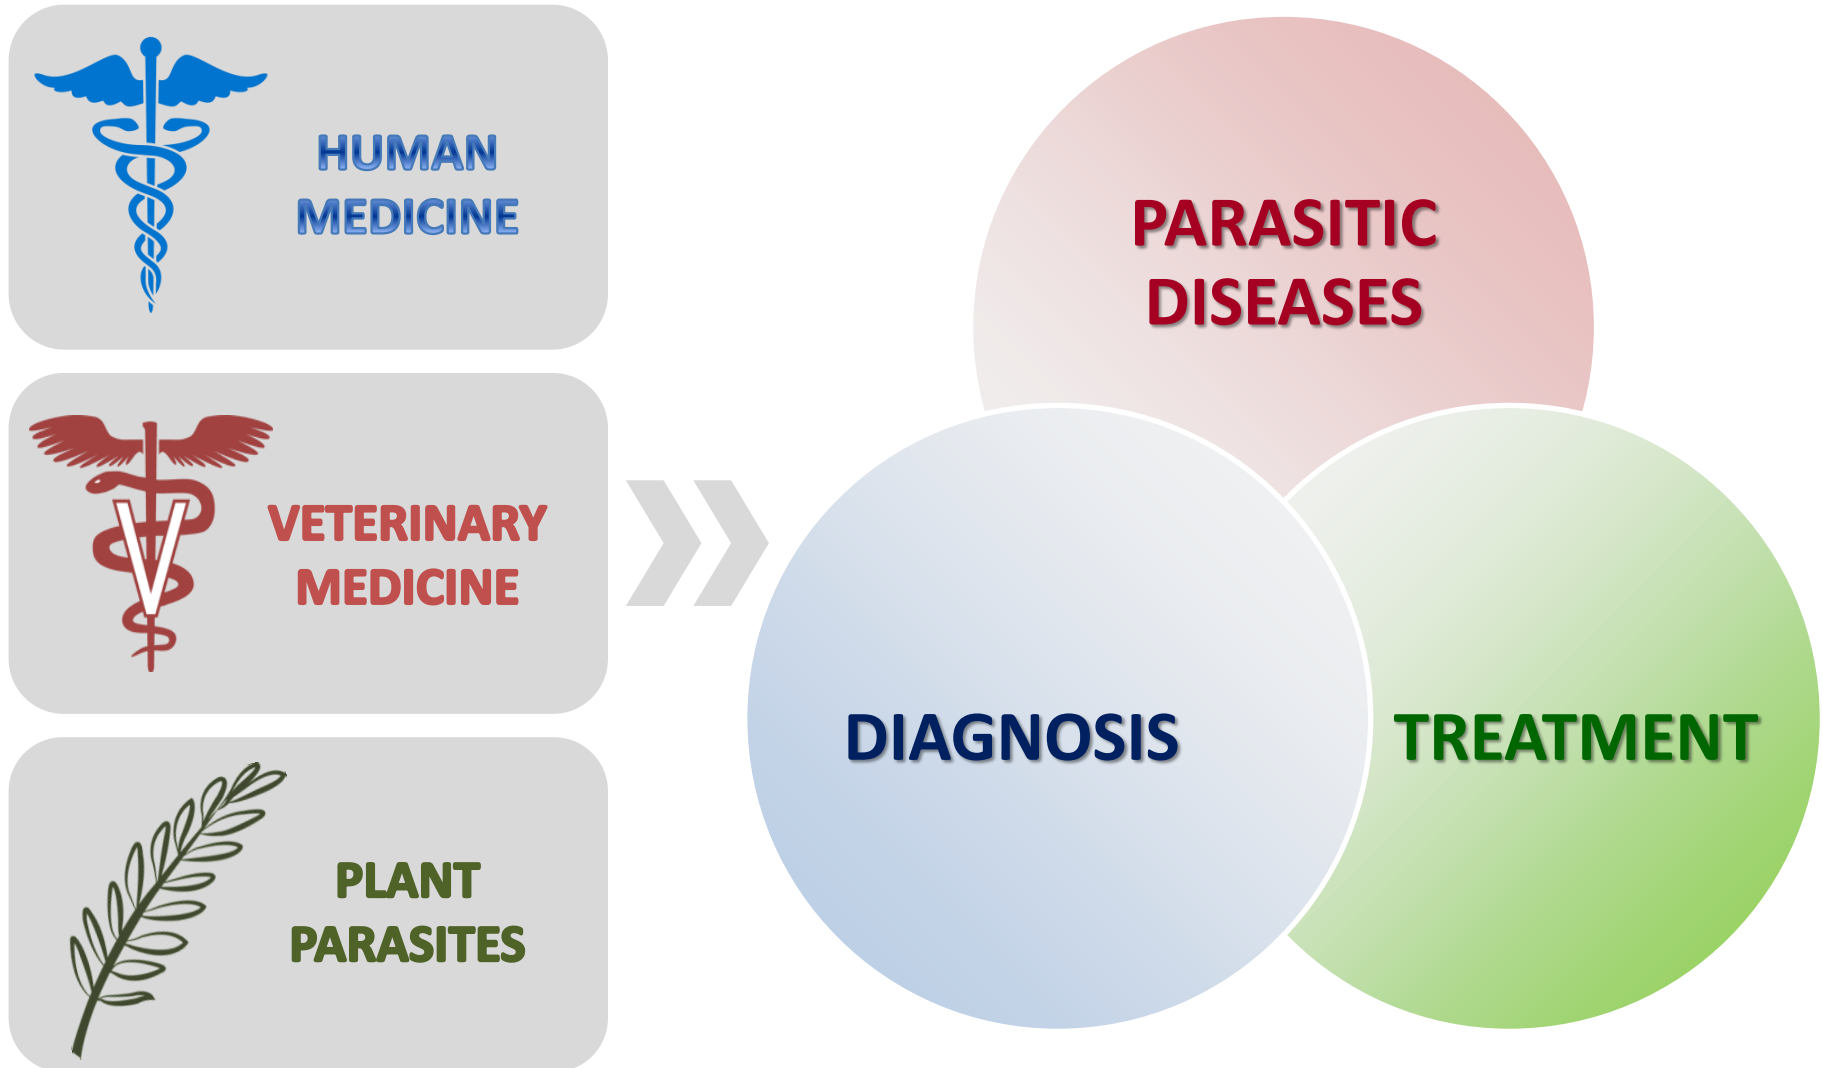 HUMAN
MEDICINE
VETERINARY
MEDICINE
V
PLANT
PARASITES
PARASITIC
DISEASES
DIAGNOSIS
TREATMENT